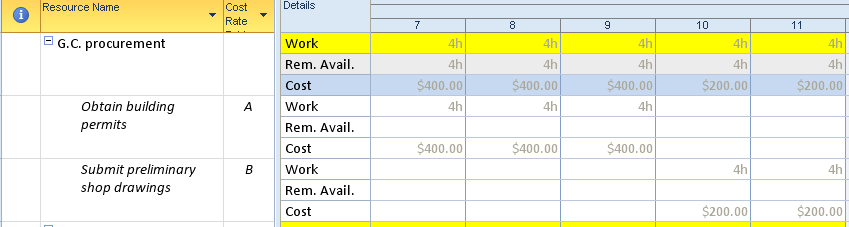 Resource Name Cost Rate Details
7 8 9 10 11
G.C. procurement Work 4h 4h 4h 4h 4h
Rem. Avail. 4h 4h 4h 4h 4h
Cost $400.00 $400.00 $400.00 $200.00 $200.00
Obtain building permits A Work 4h 4h 4h
Rem. Avail.
Cost $400.00 $400.00 $400.00
Submit preliminary shop drawings B Work 4h 4h
Rem. Avail.
Cost $200.00 $200.00